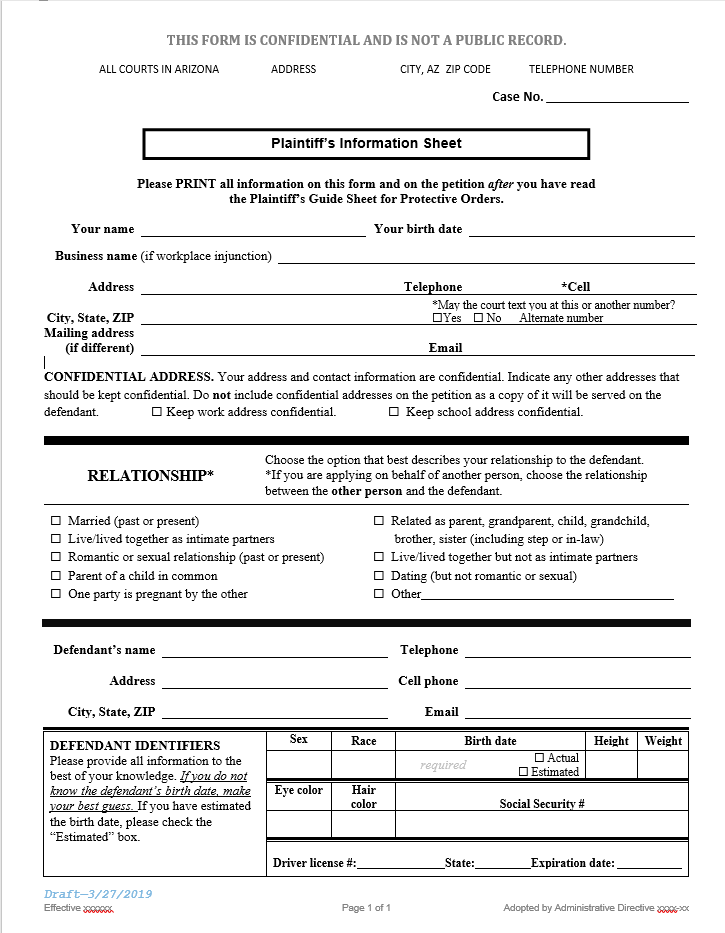 THIS FORM IS CONFIDENTIAL AND IS NOT A PUBLIC RECORD.
ALL COURTS IN ARIZONA ADDRESS CITY, AZ ZIP CODE TELEPHONE NUMBER
Case No.
Plaintiff's Information Sheet
Please PRINT all information on this form and on the petition after you have read
the Plaintiff's Guide Sheet for Protective Orders.
Your name Your birth date
Business name (if workplace injunction)
Address Telephone *Cell
*May the court text you at this or another number?
City, State, ZIP ☐Yes ☐ No Alternate number
Mailing address
(if different) Email
CONFIDENTIAL ADDRESS. Your address and contact information are confidential. Indicate any other addresses that
should be kept confidential. Do not include confidential addresses on the petition as a copy of it will be served on the
defendant. ☐ Keep work address confidential. ☐ Keep school address confidential.
RELATIONSHIP*
Choose the option that best describes your relationship to the defendant.
*If you are applying on behalf of another person, choose the relationship
between the other person and the defendant.
☐ Married (past or present)
☐ Live/lived together as intimate partners
☐ Romantic or sexual relationship (past or present)
☐ Parent of a child in common
☐ One party is pregnant by the other
☐ Related as parent, grandparent, child, grandchild,
brother, sister (including step or in-law)
☐ Live/lived together but not as intimate partners
☐ Dating (but not romantic or sexual)
☐ Other
Defendant's name Telephone
Address Cell phone
City, State, ZIP Email
DEFENDANT IDENTIFIERS
Please provide all information to the
best of your knowledge. If you do not
know the defendant's birth date, make
your best guess. If you have estimated
the birth date, please check the
"Estimated" box.
Sex Race Birth date Height Weight
required ☐ Actual
☐ Estimated
Eye color Hair
color Social Security #
Driver license #: State: Expiration date:
Draft—3/27/2019
Effective xxxxxx Page 1 of 1 Adopted by Administrative Directive xxxx-xx